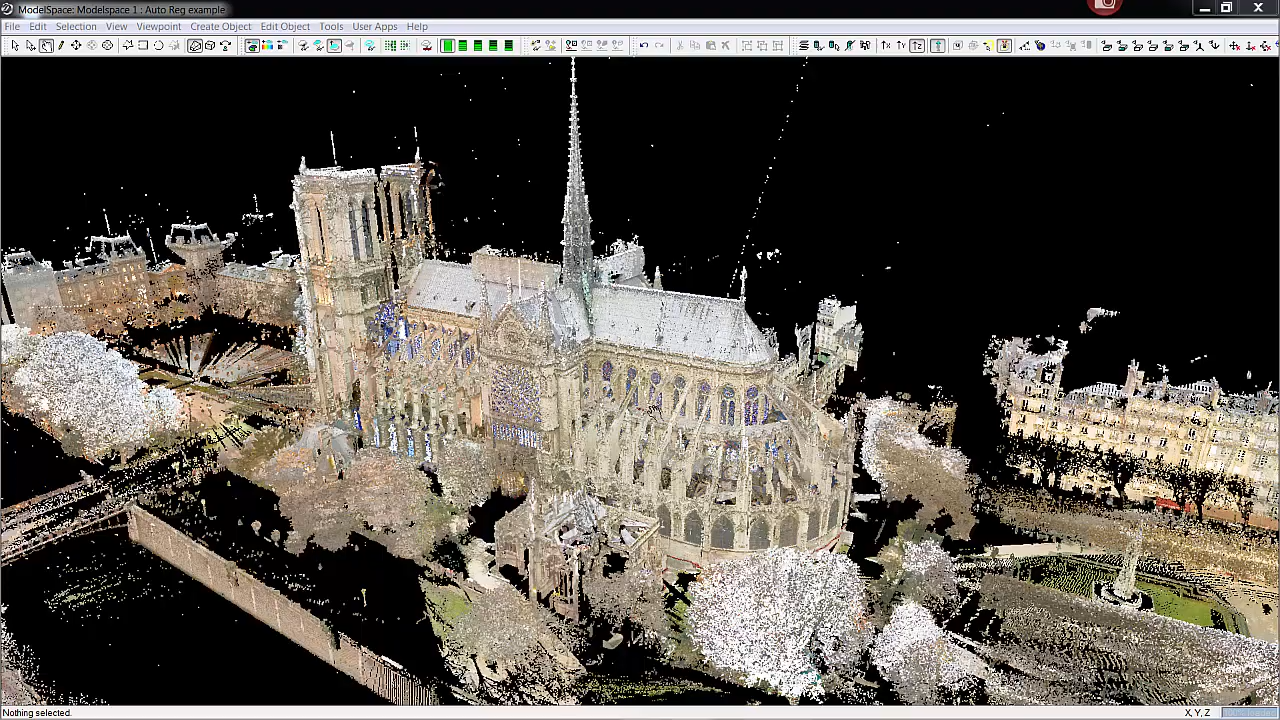 ModelSpace: Modelspace 1 : Auto Reg example
File Edit Selection View Viewpoint Create Object Edit Object Tools User Apps Help
Nothing selected.
X, Y, Z